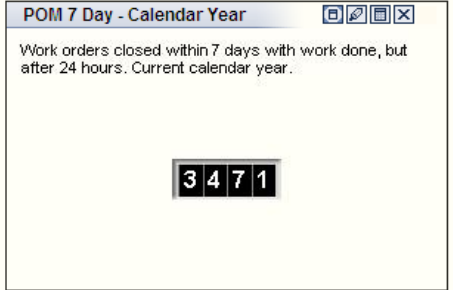 POM 7 Day - Calendar Year
Work orders closed within 7 days with work done, but
after 24 hours. Current calendar year.
3471